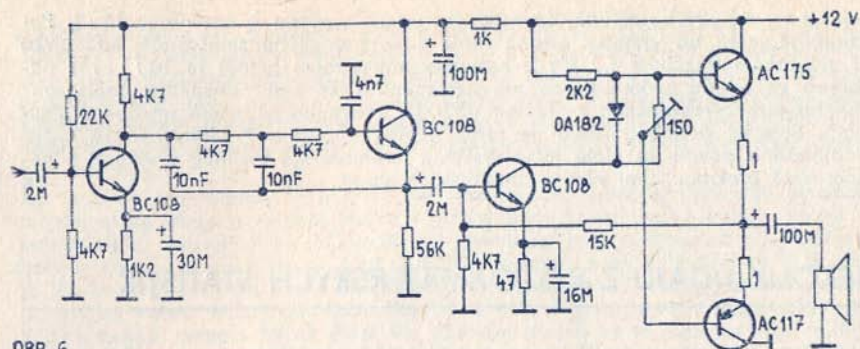 +12 V
1K
AC175
100M
+
2K2
4K7
4n7
22K
OA182
150
BC108
4K7
4K7
10nF
10nF
BC108
1
+
2M
BC108
+
2M
15K
+
100M
4K7
1K2
+
30M
56K
4K7
47
+
16M
1
AC117
OBR. 6